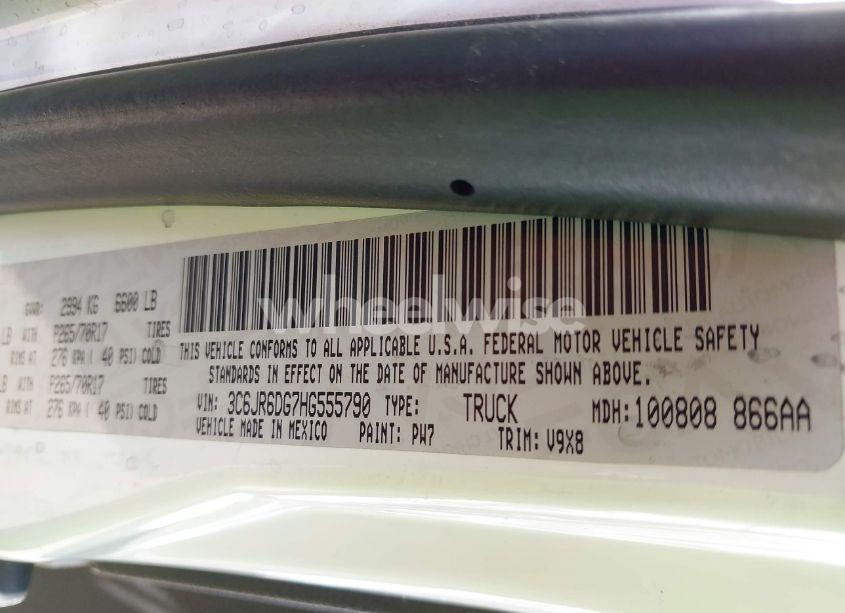 GVWR: 2994 KG 6600 LB
LB WITH P265/70R17 TIRES
RIMS AT 276 KPA ( 40 PSI) COLD
LB WITH P265/70R17 TIRES
RIMS AT 276 KPA ( 40 PSI) COLD
wheelwise
THIS VEHICLE CONFORMS TO ALL APPLICABLE U.S.A. FEDERAL MOTOR VEHICLE SAFETY
STANDARDS IN EFFECT ON THE DATE OF MANUFACTURE SHOWN ABOVE.
VIN: 3C6JR6DG7HG555790 TYPE: TRUCK MDH: 100808 866AA
VEHICLE MADE IN MEXICO PAINT: PW7 TRIM: V9X8